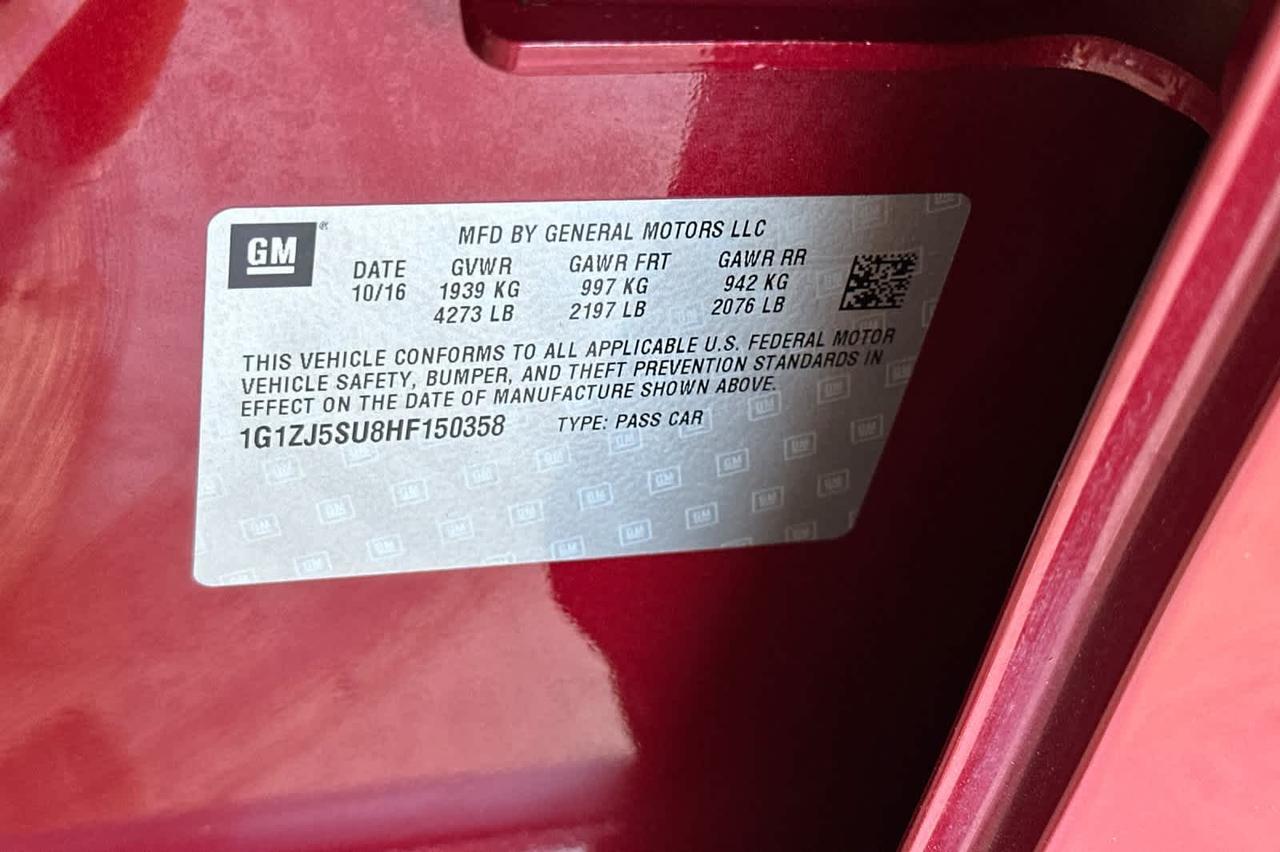 GM®
MFD BY GENERAL MOTORS LLC
DATE GVWR GAWR FRT GAWR RR
10/16 1939 KG 997 KG 942 KG
4273 LB 2197 LB 2076 LB
THIS VEHICLE CONFORMS TO ALL APPLICABLE U.S. FEDERAL MOTOR
VEHICLE SAFETY, BUMPER, AND THEFT PREVENTION STANDARDS IN
EFFECT ON THE DATE OF MANUFACTURE SHOWN ABOVE.
1G1ZJ5SU8HF150358 TYPE: PASS CAR